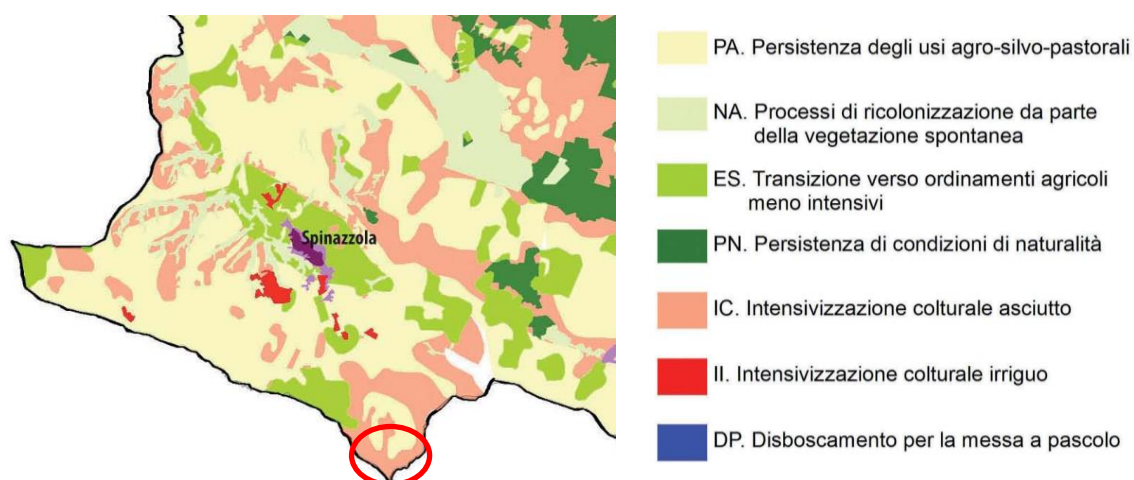 Spinazzola
PA. Persistenza degli usi agro-silvo-pastorali
NA. Processi di ricolonizzazione da parte
della vegetazione spontanea
ES. Transizione verso ordinamenti agricoli
meno intensivi
PN. Persistenza di condizioni di naturalità
IC. Intensivizzazione colturale asciutto
II. Intensivizzazione colturale irriguo
DP. Disboscamento per la messa a pascolo